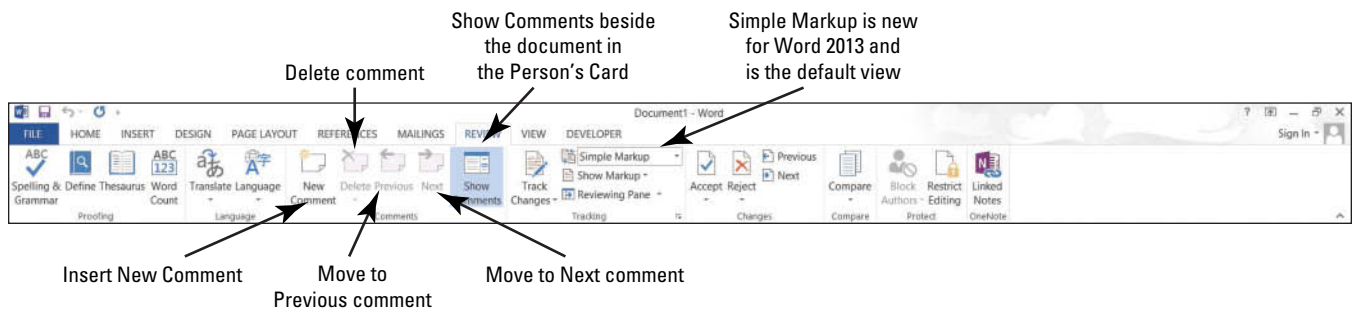 Show Comments beside
the document in
the Person's Card
Simple Markup is new
for Word 2013 and
is the default view
Delete comment
Document1 - Word
?
FILE HOME INSERT DESIGN PAGE LAYOUT REFERENCES MAILINGS REVIEW VIEW DEVELOPER
Sign In
ABC
Spelling &
Grammar
Define
Thesaurus
ABC
123
Word
Count
Proofing
Translate
Language
Language
New
Comment
Delete
Previous
Next
Show
Comments
Track
Changes
Simple Markup
Show Markup
Reviewing Pane
Tracking
Accept
Reject
Previous
Next
Changes
Compare
Compare
Block
Authors
Restrict
Editing
Protect
Linked
Notes
OneNote
Insert New Comment
Move to
Previous comment
Move to Next comment